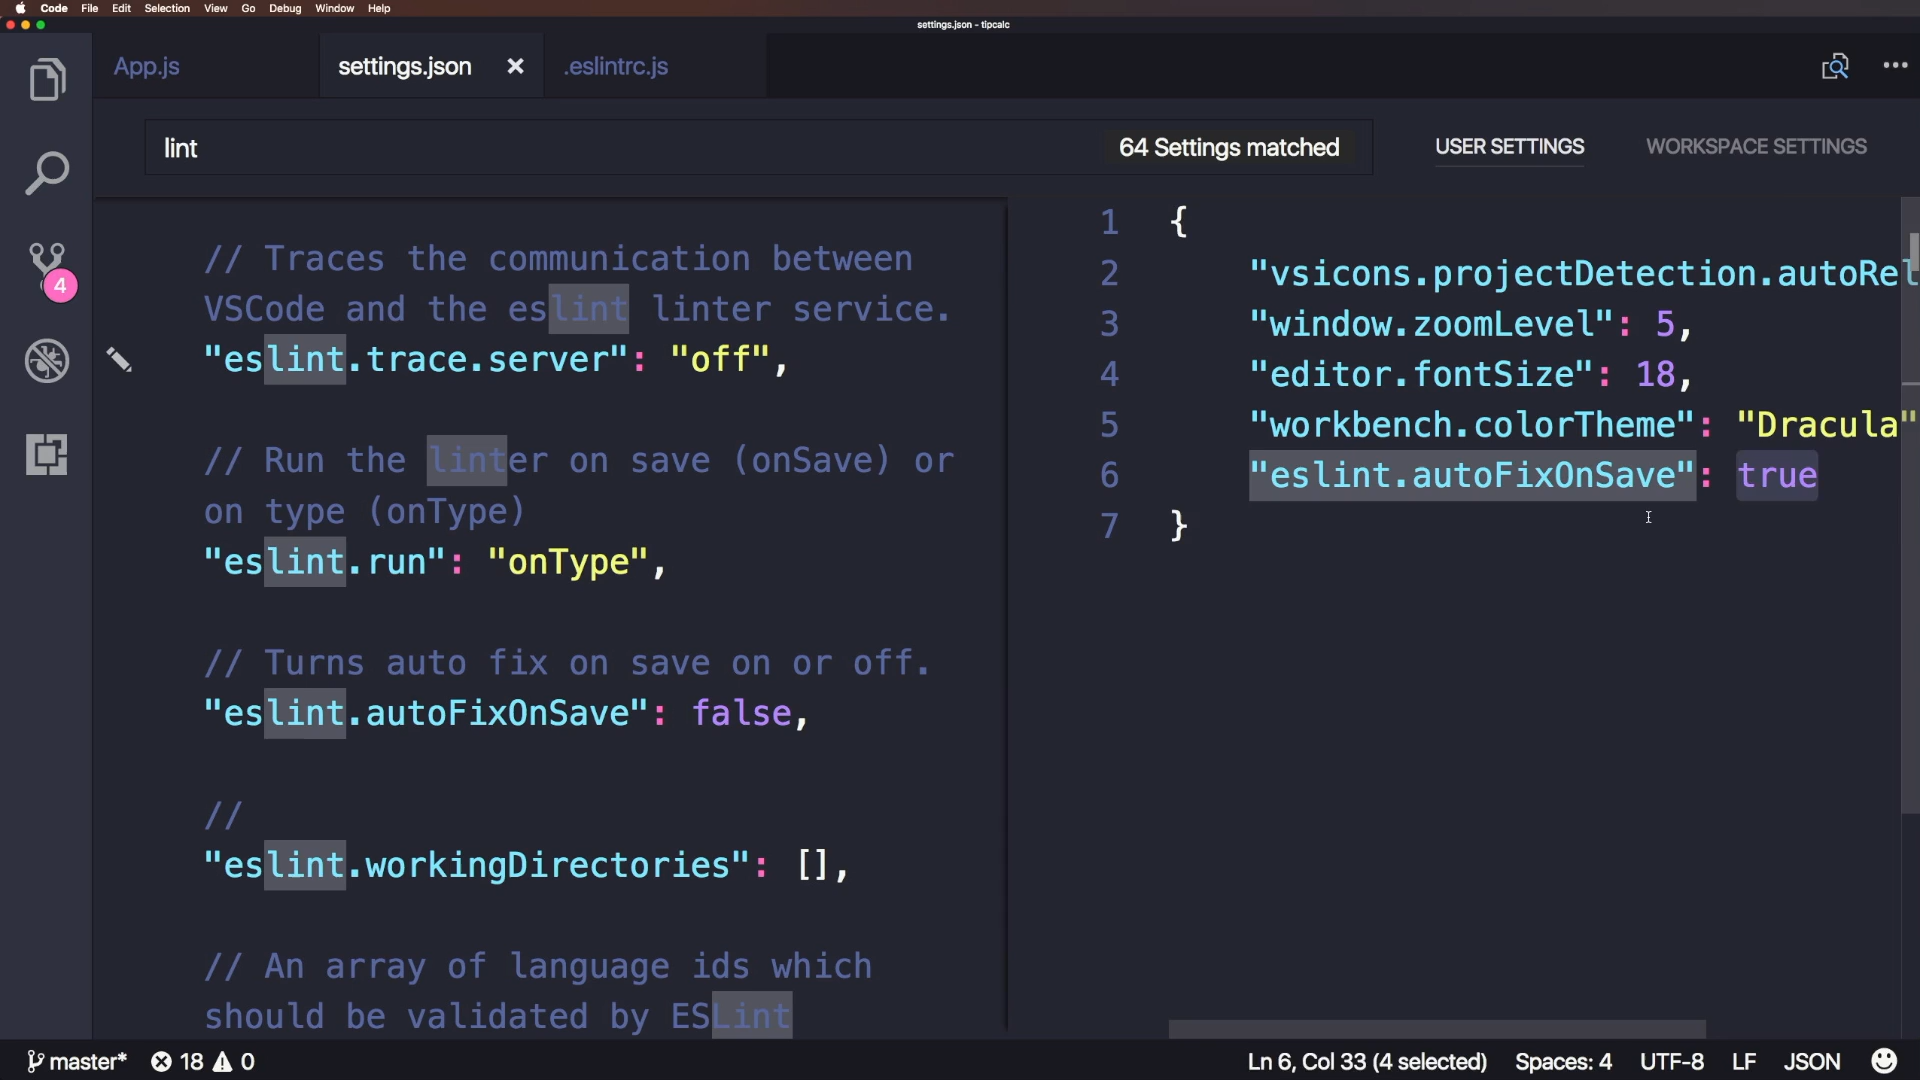 Code File Edit Selection View Go Debug Window Help
settings.json - tipcalc
App.js settings.json .eslintrc.js
lint 64 Settings matched USER SETTINGS WORKSPACE SETTINGS
4
// Traces the communication between
VSCode and the eslint linter service.
"eslint.trace.server": "off",
// Run the linter on save (onSave) or
on type (onType)
"eslint.run": "onType",
// Turns auto fix on save on or off.
"eslint.autoFixOnSave": false,
//
"eslint.workingDirectories": [],
// An array of language ids which
should be validated by ESLint
1 {
2 "vsicons.projectDetection.autoRel
3 "window.zoomLevel": 5,
4 "editor.fontSize": 18,
5 "workbench.colorTheme": "Dracula"
6 "eslint.autoFixOnSave": true
7 }
master* 18 0 Ln 6, Col 33 (4 selected) Spaces: 4 UTF-8 LF JSON